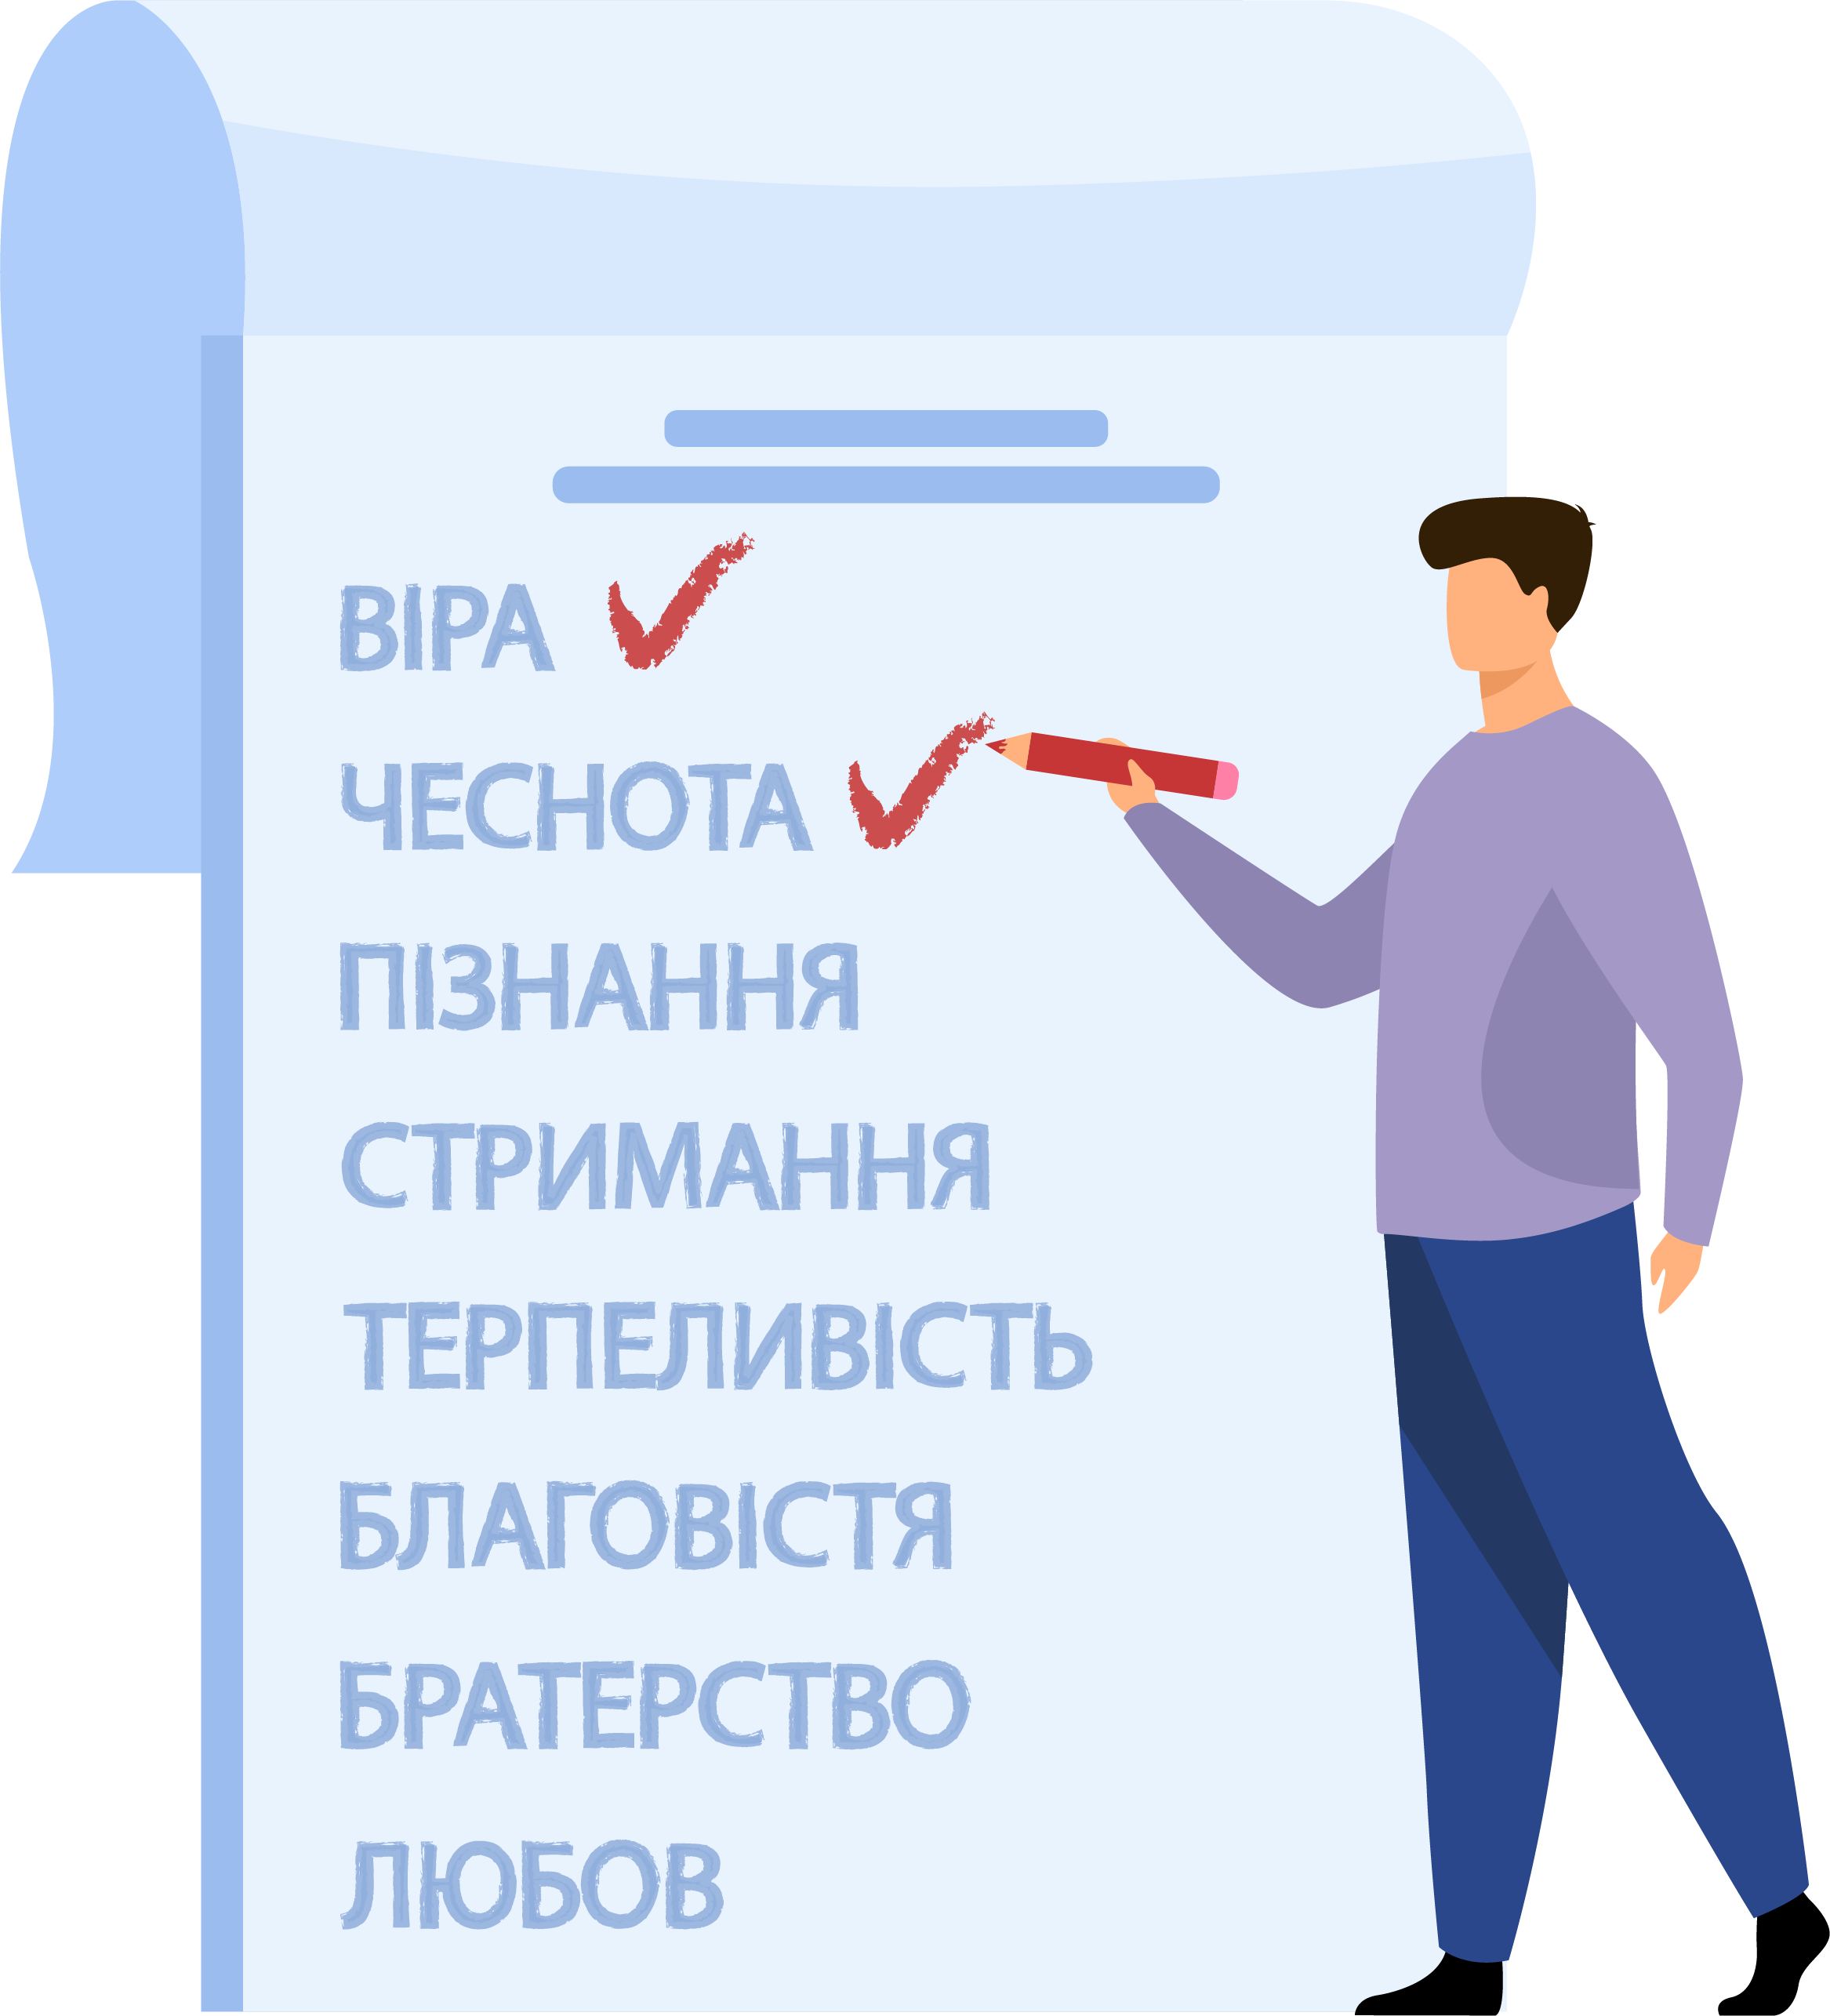 ВІРА
ЧЕСНОТА
ПІЗНАННЯ
СТРИМАННЯ
ТЕРПЕЛИВІСТЬ
БЛАГОВІСТЯ
БРАТЕРСТВО
ЛЮБОВ